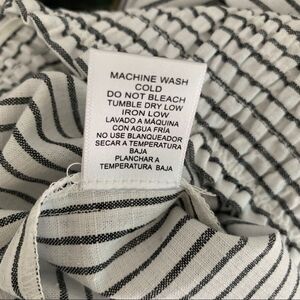 MACHINE WASH
COLD
DO NOT BLEACH
TUMBLE DRY LOW
IRON LOW
LAVADO A MÁQUINA
CON AGUA FRÍA
NO USE BLANQUEADOR
SECAR A TEMPERATURA
BAJA
PLANCHAR A
TEMPERATURA BAJA